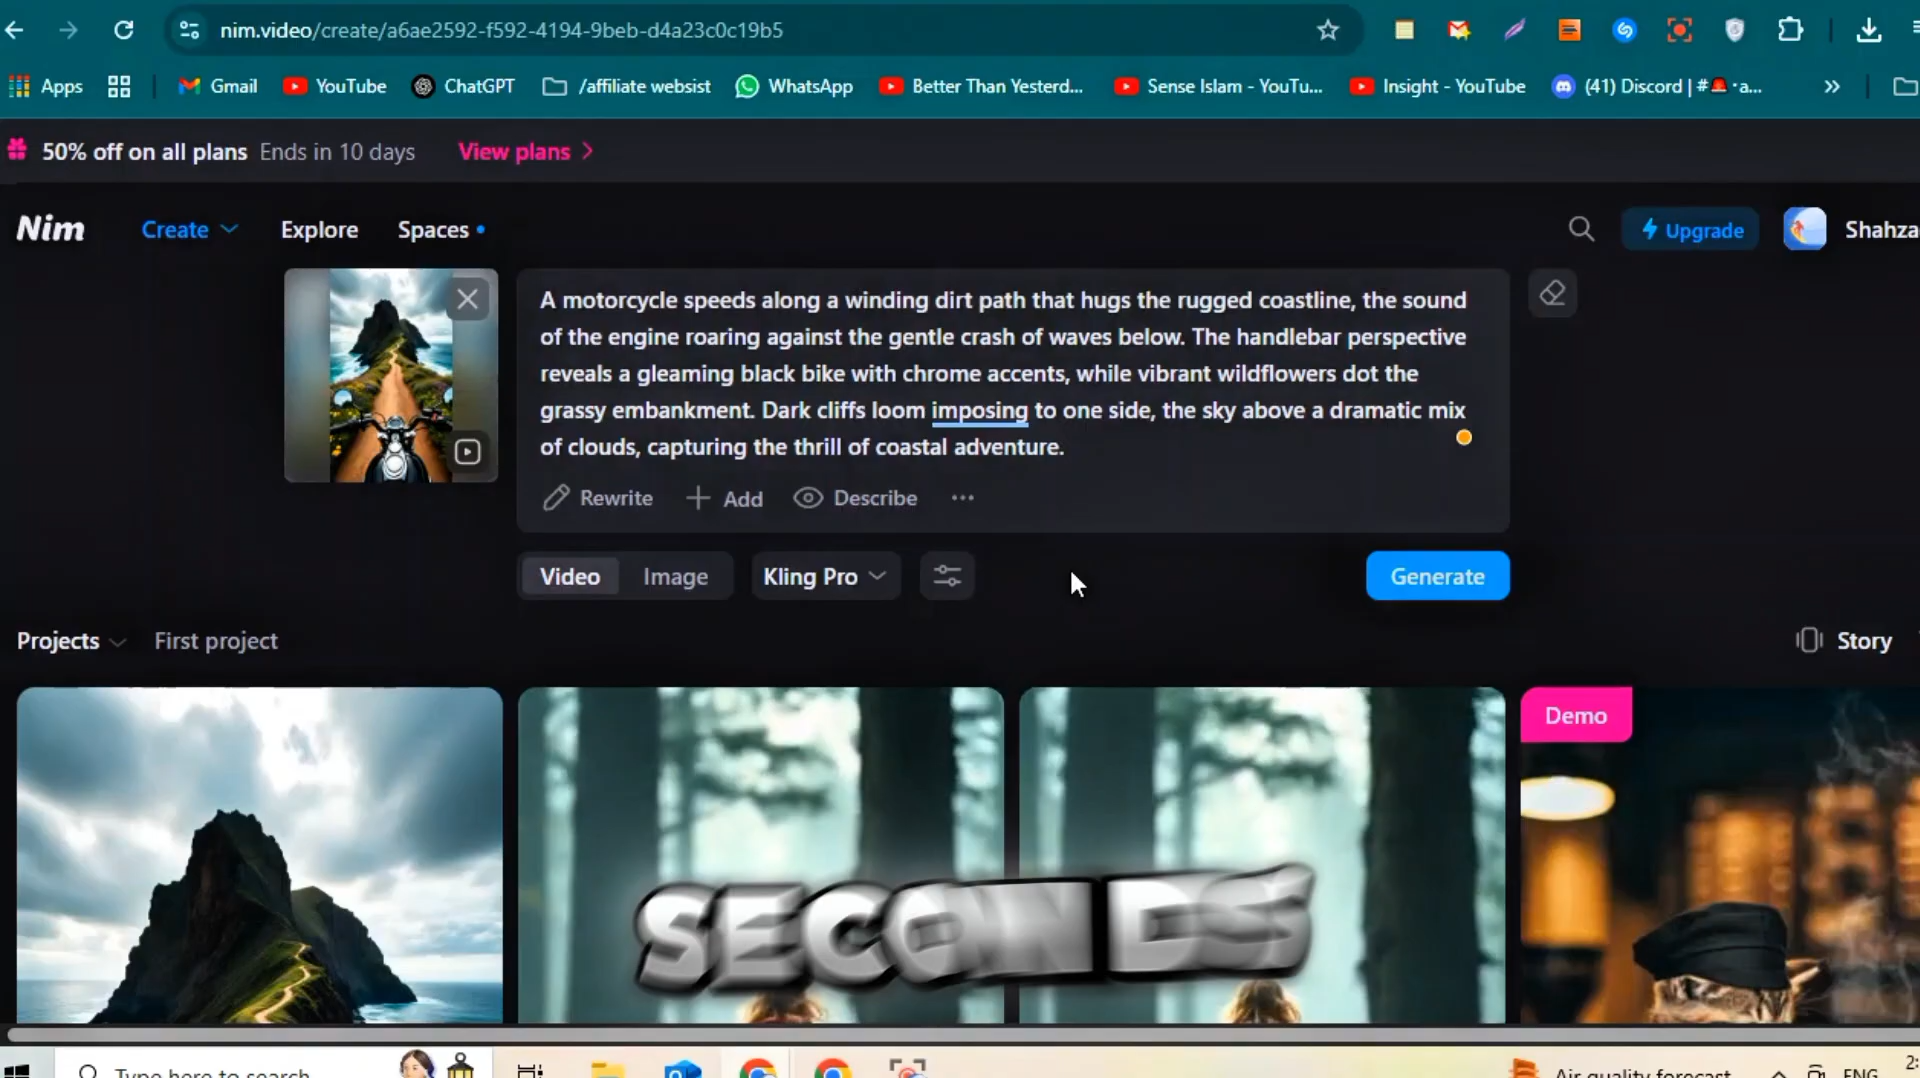 nim.video/create/a6ae2592-f592-4194-9beb-d4a23c0c19b5
Apps Gmail YouTube ChatGPT /affiliate websist WhatsApp Better Than Yesterd... Sense Islam - YouTu... Insight - YouTube (41) Discord | #🚨・a... »
50% off on all plans Ends in 10 days View plans >
Nim Create Explore Spaces Upgrade Shahza
A motorcycle speeds along a winding dirt path that hugs the rugged coastline, the sound
of the engine roaring against the gentle crash of waves below. The handlebar perspective
reveals a gleaming black bike with chrome accents, while vibrant wildflowers dot the
grassy embankment. Dark cliffs loom imposing to one side, the sky above a dramatic mix
of clouds, capturing the thrill of coastal adventure.
Rewrite Add Describe ...
Video Image Kling Pro Generate
Projects First project Story
Demo
SECONDS
Type here to search Air quality forecast ENG 2: